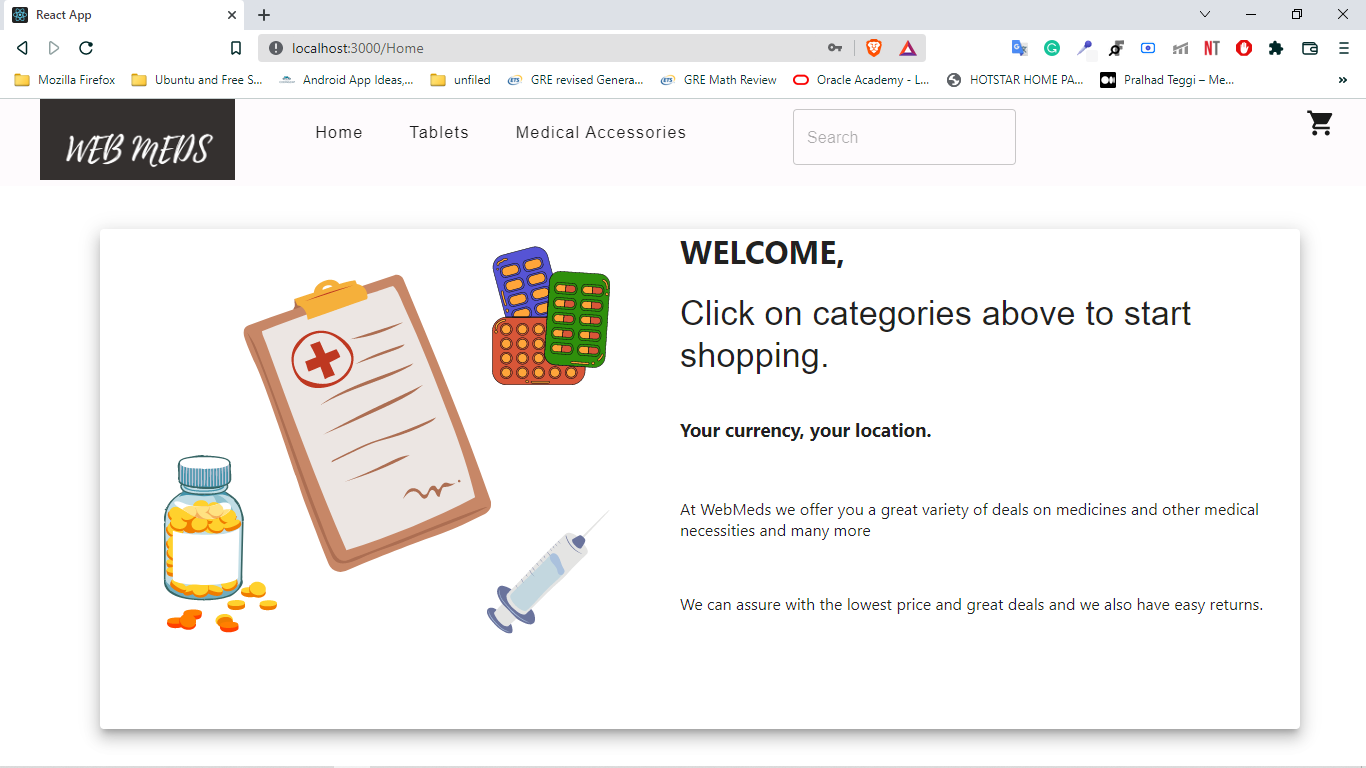 React App
localhost:3000/Home
Mozilla Firefox
Ubuntu and Free S...
Android App Ideas,...
unfiled
GRE revised Genera...
GRE Math Review
Oracle Academy - L...
HOTSTAR HOME PA...
Pralhad Teggi – Me...
NT
WEB MEDS
Home
Tablets
Medical Accessories
Search
WELCOME,
Click on categories above to start
shopping.
Your currency, your location.
At WebMeds we offer you a great variety of deals on medicines and other medical
necessities and many more
We can assure with the lowest price and great deals and we also have easy returns.